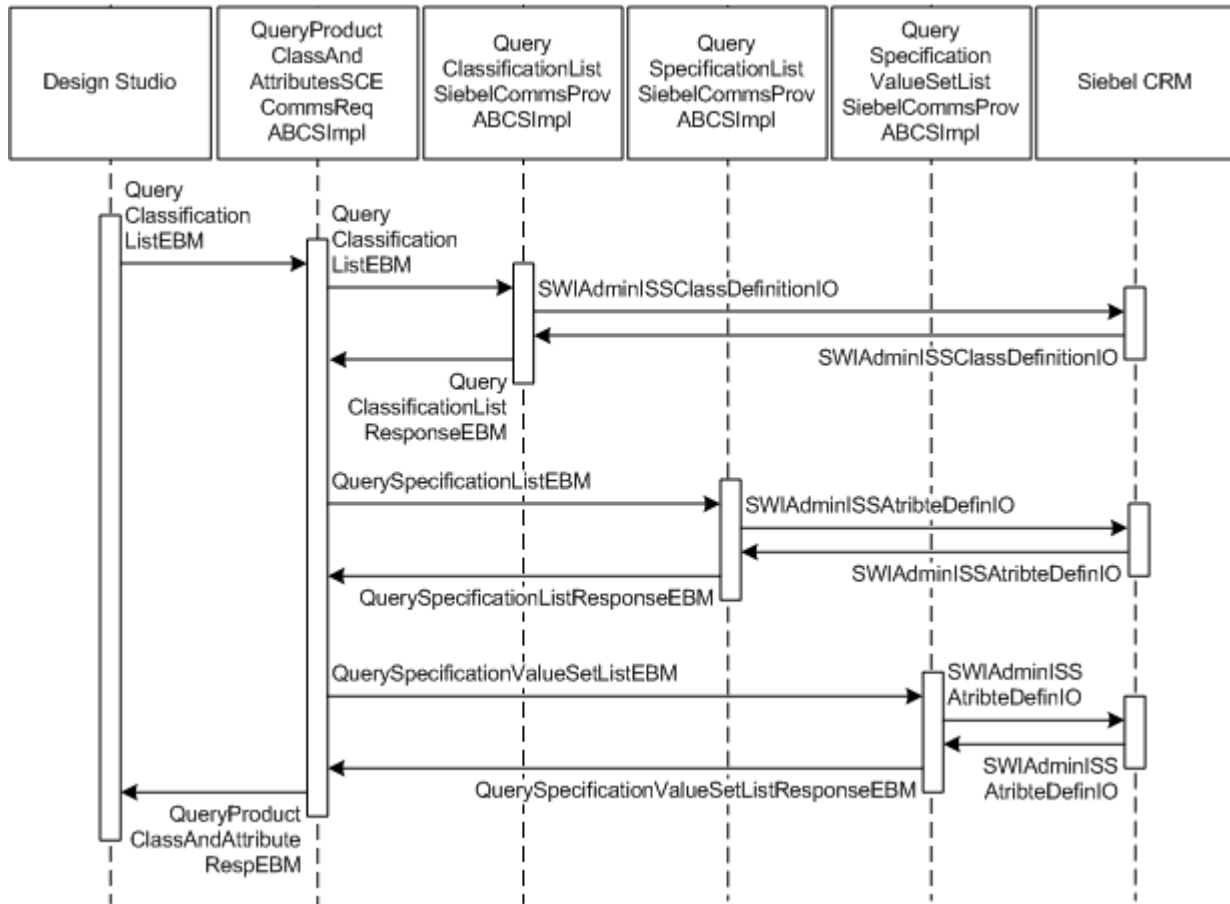 Design Studio
QueryProduct
ClassAnd
AttributesSCE
CommsReq
ABCSImpl
Query
ClassificationList
SiebelCommsProv
ABCSImpl
Query
SpecificationList
SiebelCommsProv
ABCSImpl
Query
Specification
ValueSetList
SiebelCommsProv
ABCSImpl
Siebel CRM
Query
Classification
ListEBM
Query
Classification
ListEBM
SWIAdminISSClassDefinitionIO
SWIAdminISSClassDefinitionIO
Query
ClassificationList
ResponseEBM
QuerySpecificationListEBM
SWIAdminISSAtribteDefinIO
SWIAdminISSAtribteDefinIO
QuerySpecificationListResponseEBM
QuerySpecificationValueSetListEBM
SWIAdminISS
AtribteDefinIO
SWIAdminISS
AtribteDefinIO
QuerySpecificationValueSetListResponseEBM
QueryProduct
ClassAndAttribute
RespEBM